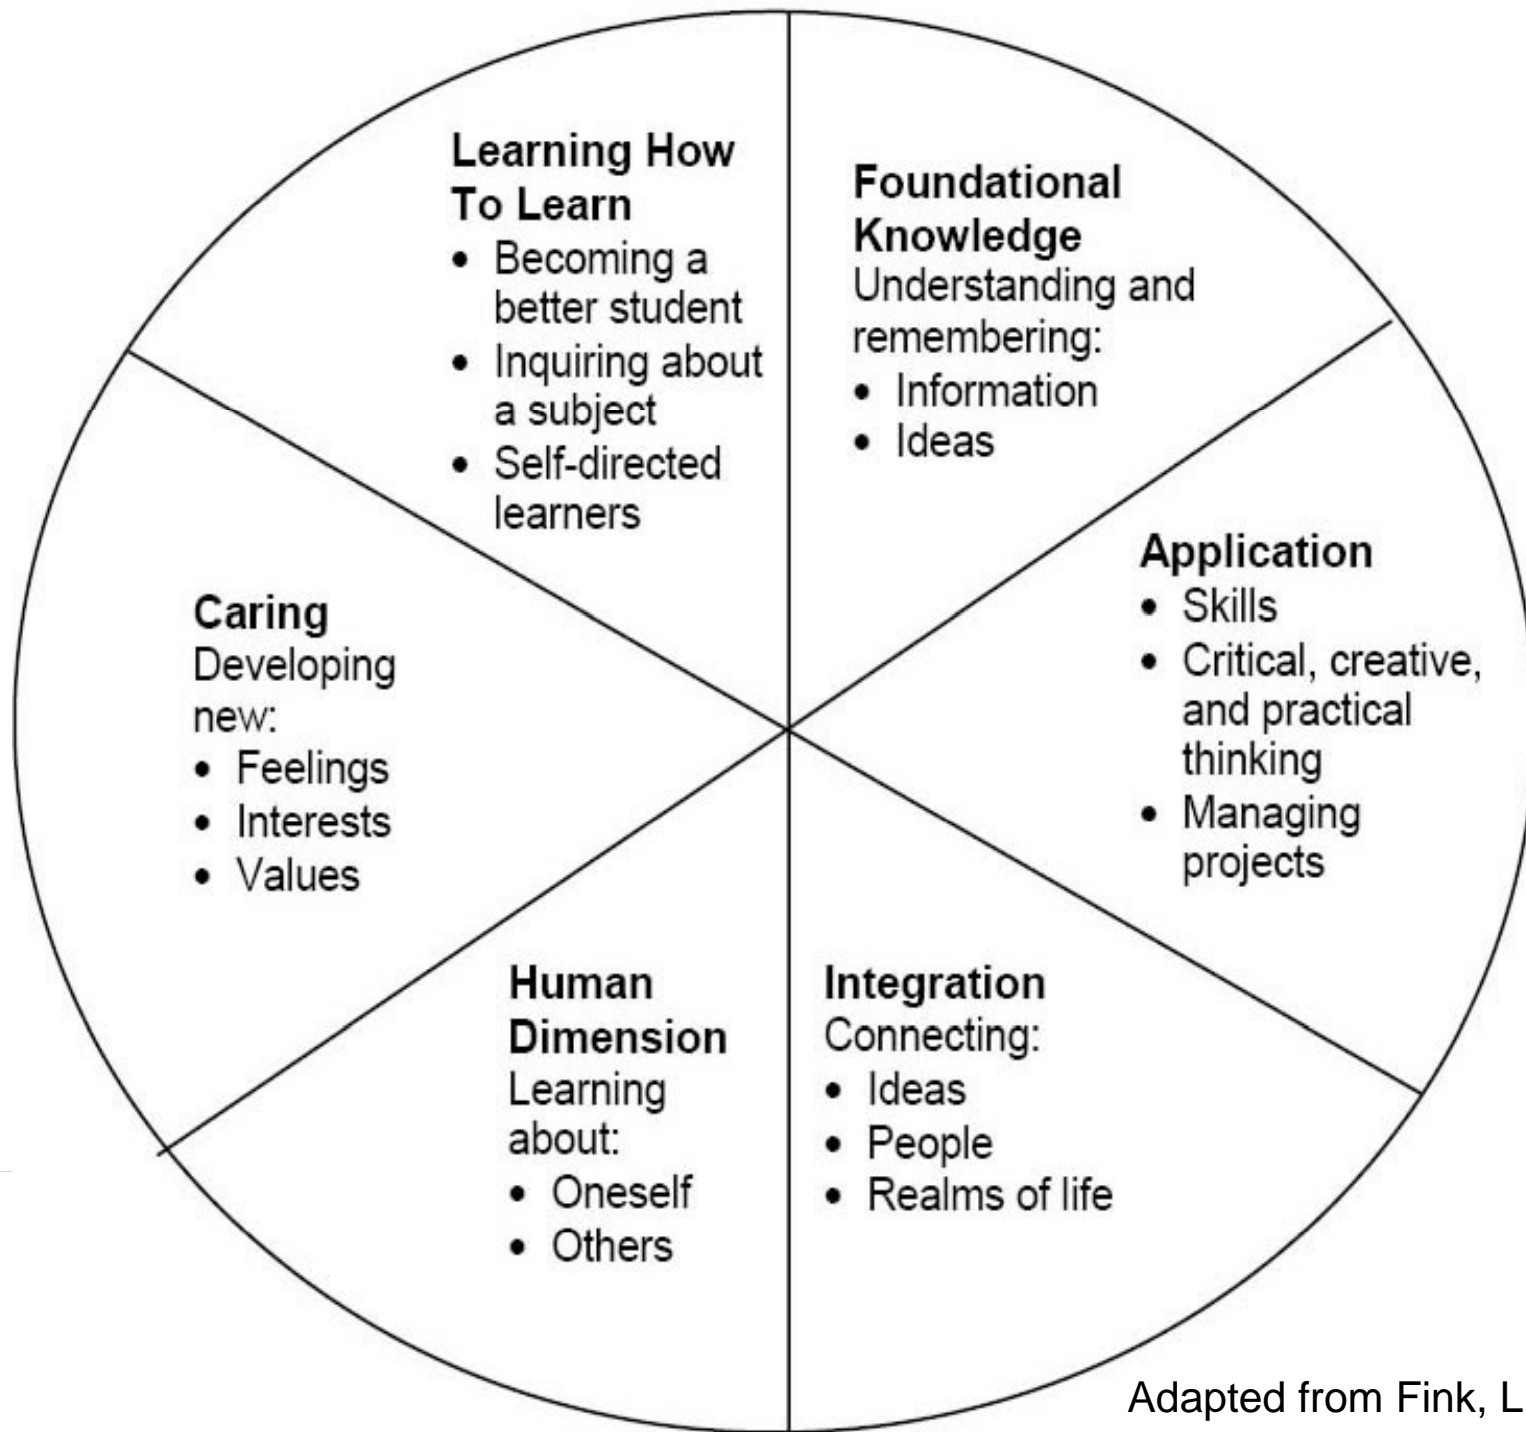 Learning How
To Learn
• Becoming a
better student
• Inquiring about
a subject
• Self-directed
learners
Foundational
Knowledge
Understanding and
remembering:
• Information
• Ideas
Application
• Skills
• Critical, creative,
and practical
thinking
• Managing
projects
Integration
Connecting:
• Ideas
• People
• Realms of life
Human
Dimension
Learning
about:
• Oneself
• Others
Caring
Developing
new:
• Feelings
• Interests
• Values
Adapted from Fink, L